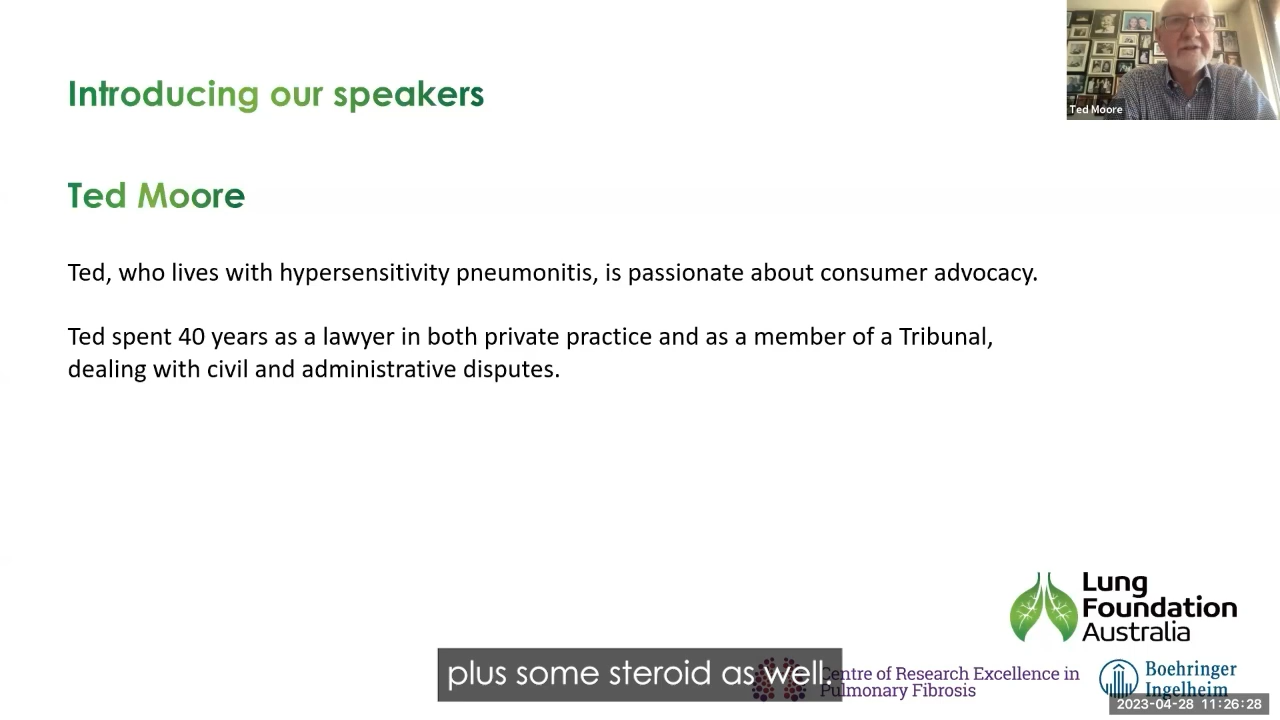 Introducing our speakers
Ted Moore
Ted Moore
Ted, who lives with hypersensitivity pneumonitis, is passionate about consumer advocacy.
Ted spent 40 years as a lawyer in both private practice and as a member of a Tribunal,
dealing with civil and administrative disputes.
Lung
Foundation
Australia
plus some steroid as well.
Centre of Research Excellence in
Pulmonary Fibrosis
Boehringer
Ingelheim
2023-04-28 11:26:28